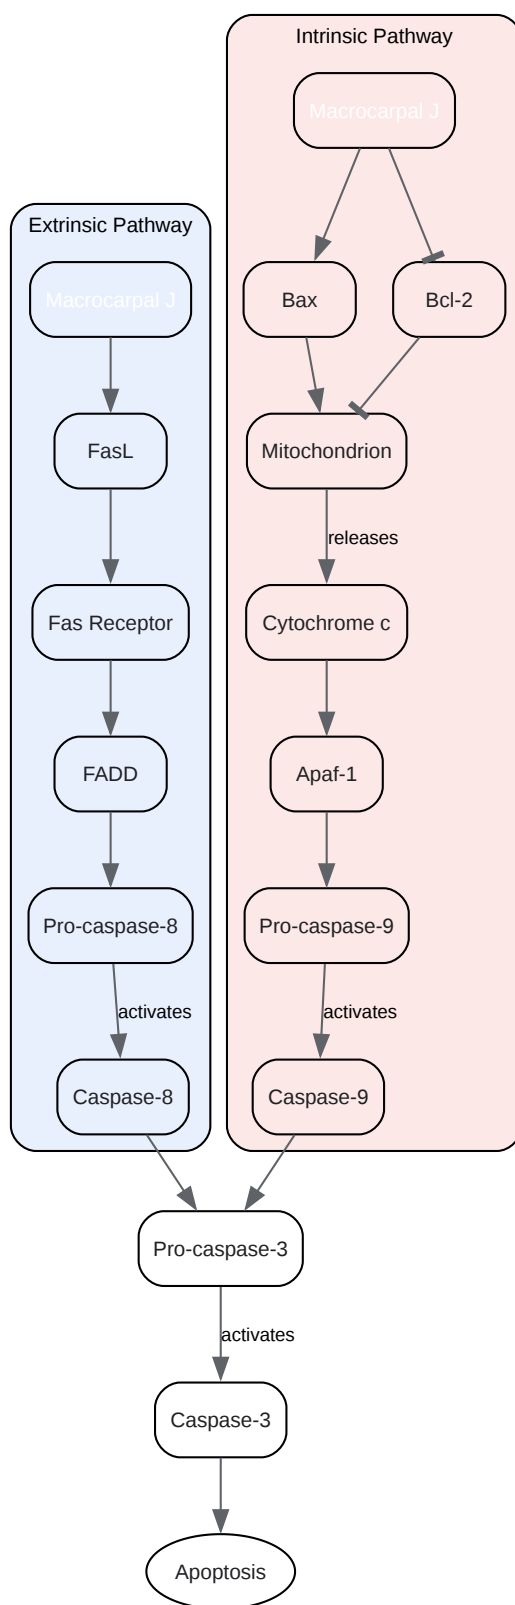 Intrinsic Pathway
Macrocarpal J
Extrinsic Pathway
Macrocarpal J
Bax
Bcl-2
FasL
Mitochondrion
releases
Fas Receptor
Cytochrome c
FADD
Apaf-1
Pro-caspase-8
Pro-caspase-9
activates
activates
Caspase-8
Caspase-9
Pro-caspase-3
activates
Caspase-3
Apoptosis